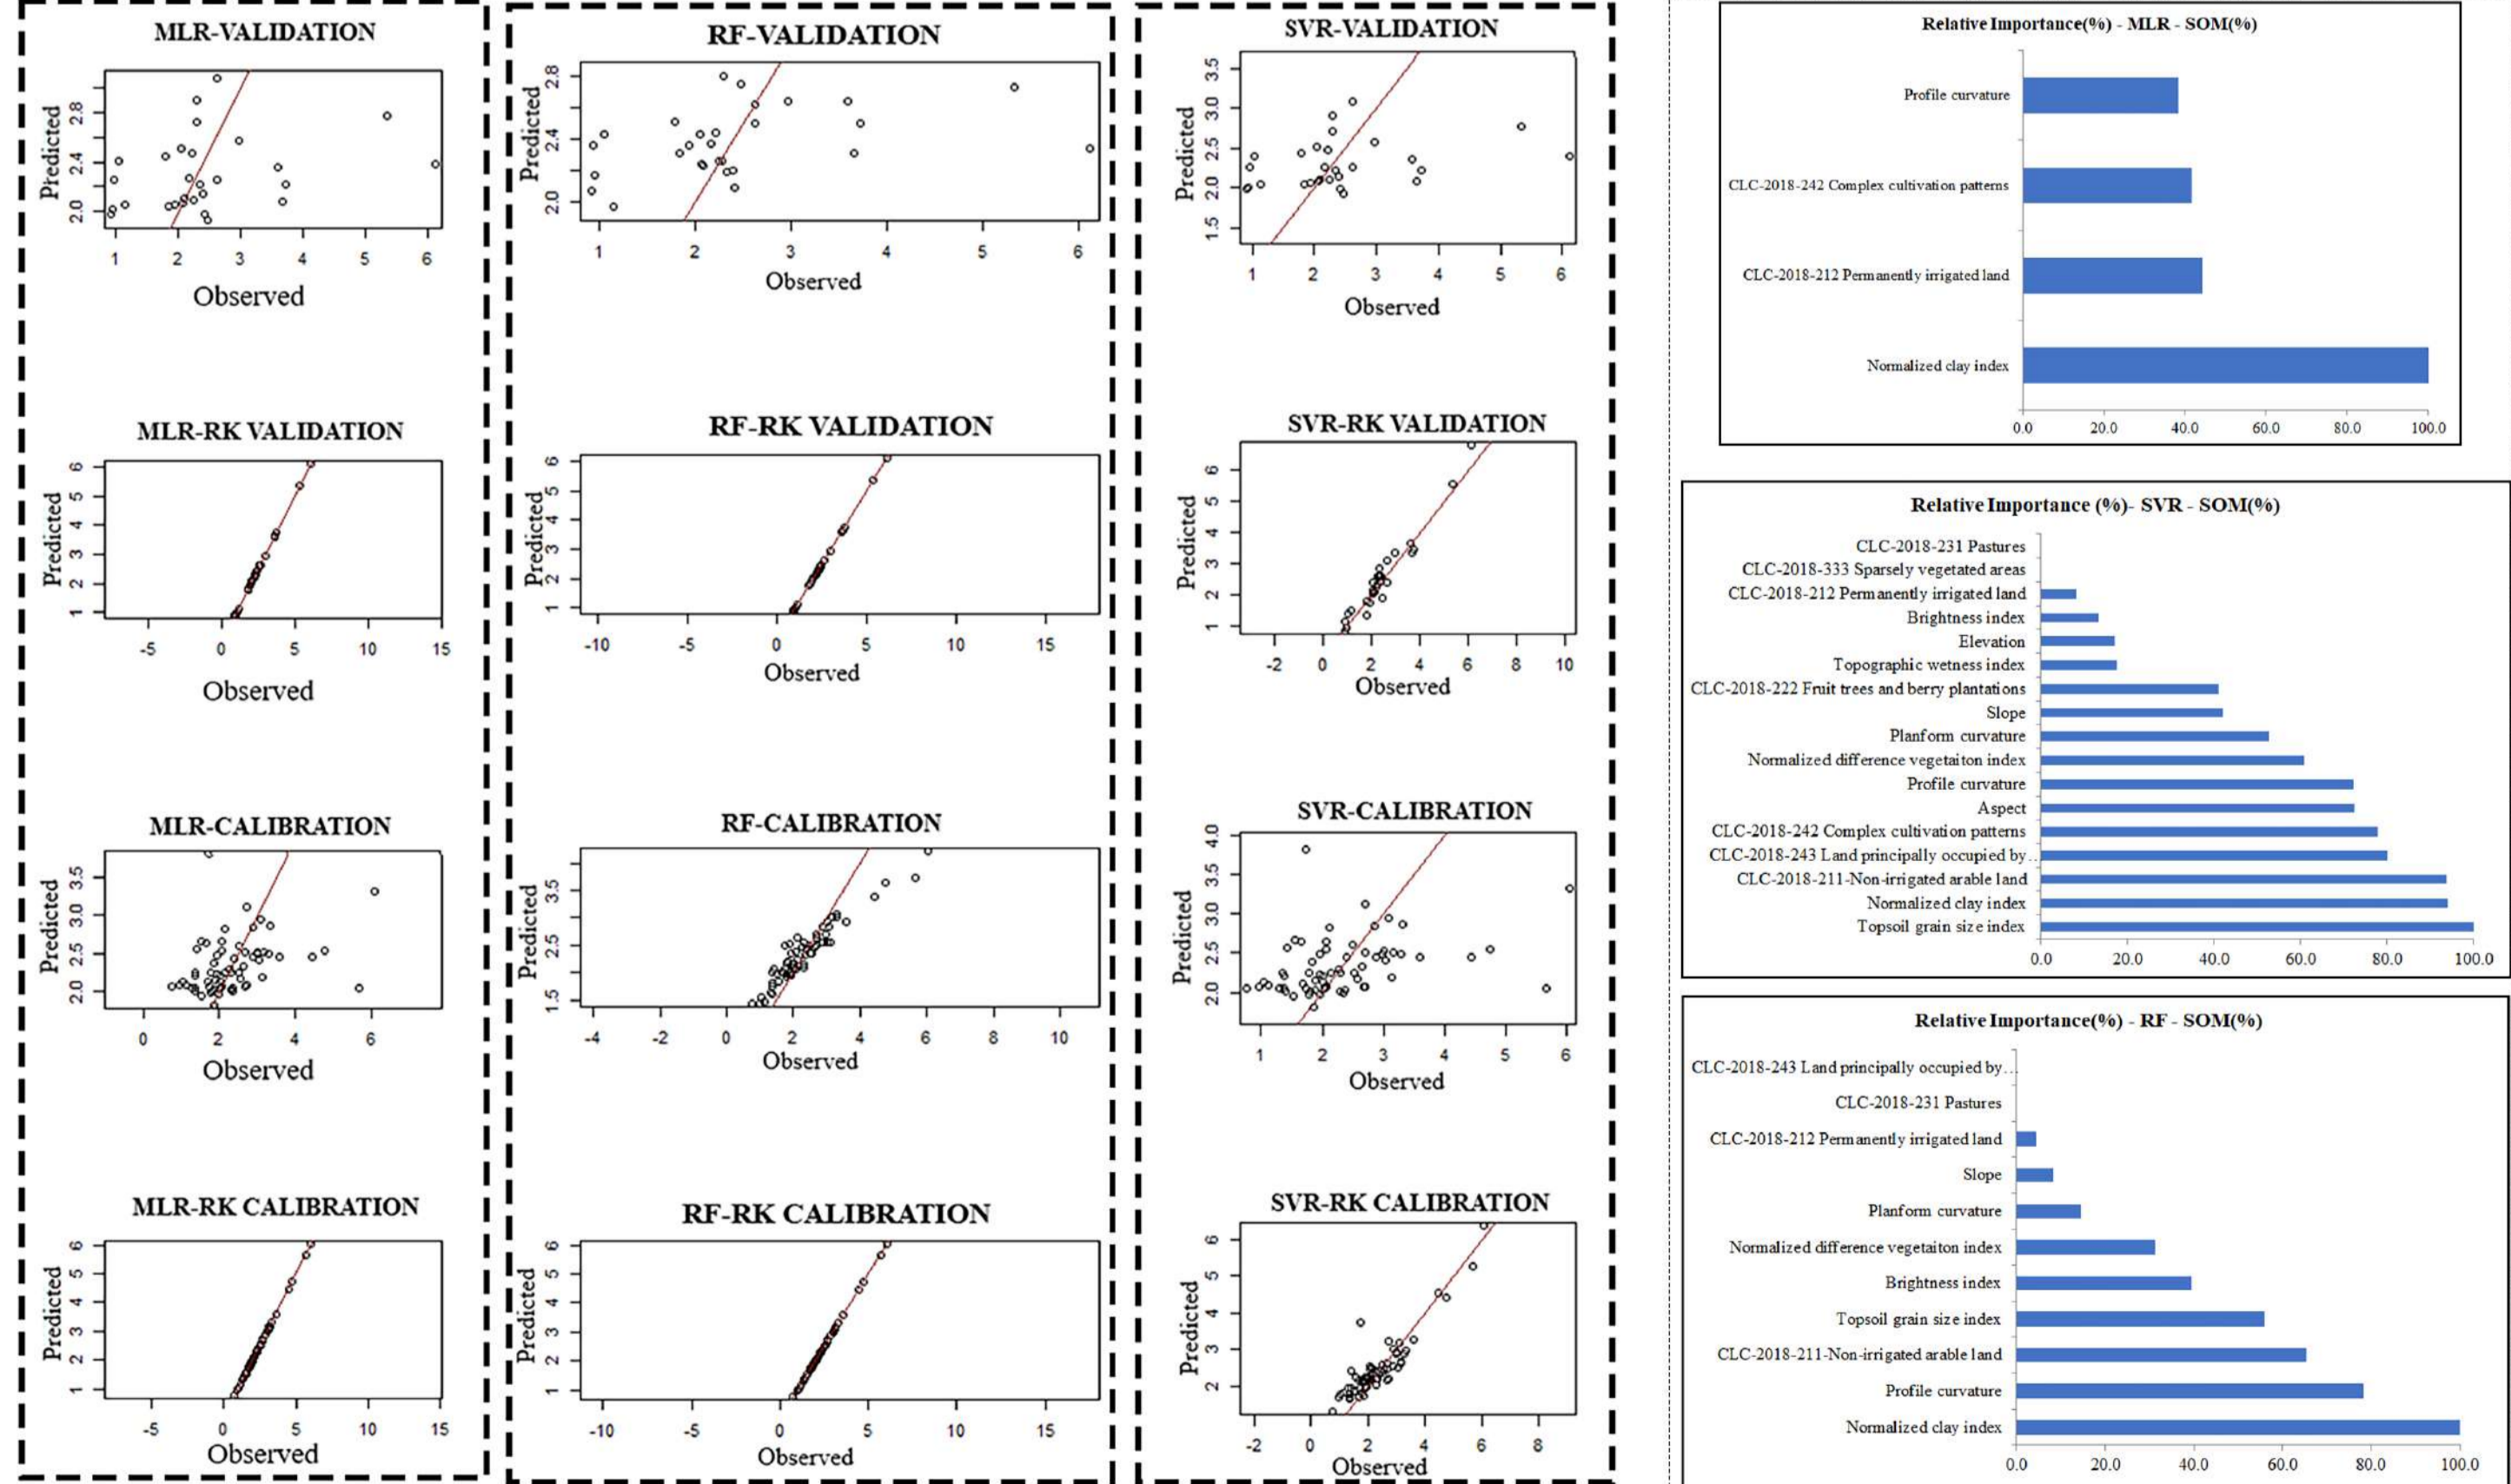 MLR-VALIDATION
Predicted
2.0 2.4 2.8
1 2 3 4 5 6
Observed
MLR-RK VALIDATION
Predicted
1 2 3 4 5 6
-5 0 5 10 15
Observed
MLR-CALIBRATION
Predicted
2.0 2.5 3.0 3.5
0 2 4 6
Observed
MLR-RK CALIBRATION
Predicted
1 2 3 4 5 6
-5 0 5 10 15
Observed
RF-VALIDATION
Predicted
2.0 2.4 2.8
1 2 3 4 5 6
Observed
RF-RK VALIDATION
Predicted
1 2 3 4 5 6
-10 -5 0 5 10 15
Observed
RF-CALIBRATION
Predicted
1.5 2.5 3.5
-4 -2 0 2 4 6 8 10
Observed
RF-RK CALIBRATION
Predicted
1 2 3 4 5 6
-10 -5 0 5 10 15
Observed
SVR-VALIDATION
Predicted
1.5 2.0 2.5 3.0 3.5
1 2 3 4 5 6
Observed
SVR-RK VALIDATION
Predicted
1 2 3 4 5 6
-2 0 2 4 6 8 10
Observed
SVR-CALIBRATION
Predicted
2.0 2.5 3.0 3.5 4.0
1 2 3 4 5 6
Observed
SVR-RK CALIBRATION
Predicted
2 3 4 5 6
-2 0 2 4 6 8
Observed
Relative Importance(%) - MLR - SOM(%)
Profile curvature
CLC-2018-242 Complex cultivation patterns
CLC-2018-212 Permanently irrigated land
Normalized clay index
0.0 20.0 40.0 60.0 80.0 100.0
Relative Importance (%)- SVR - SOM(%)
CLC-2018-231 Pastures
CLC-2018-333 Sparsely vegetated areas
CLC-2018-212 Permanently irrigated land
Brightness index
Elevation
Topographic wetness index
CLC-2018-222 Fruit trees and berry plantations
Slope
Planform curvature
Normalized difference vegetaiton index
Profile curvature
Aspect
CLC-2018-242 Complex cultivation patterns
CLC-2018-243 Land principally occupied by...
CLC-2018-211-Non-irrigated arable land
Normalized clay index
Topsoil grain size index
0.0 20.0 40.0 60.0 80.0 100.0
Relative Importance(%) - RF - SOM(%)
CLC-2018-243 Land principally occupied by...
CLC-2018-231 Pastures
CLC-2018-212 Permanently irrigated land
Slope
Planform curvature
Normalized difference vegetaiton index
Brightness index
Topsoil grain size index
CLC-2018-211-Non-irrigated arable land
Profile curvature
Normalized clay index
0.0 20.0 40.0 60.0 80.0 100.0